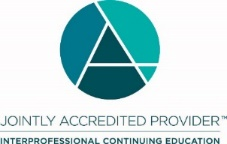 JOINTLY ACCREDITED PROVIDER™
INTERPROFESSIONAL CONTINUING EDUCATION